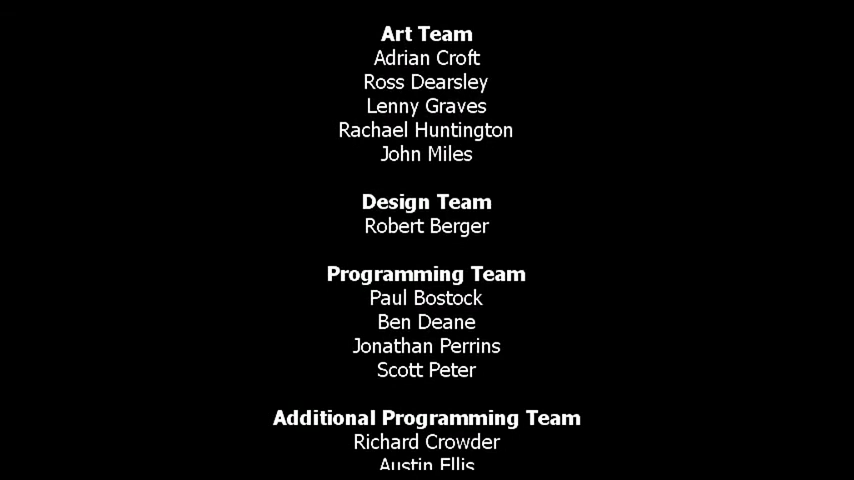 Art Team
Adrian Croft
Ross Dearsley
Lenny Graves
Rachael Huntington
John Miles
Design Team
Robert Berger
Programming Team
Paul Bostock
Ben Deane
Jonathan Perrins
Scott Peter
Additional Programming Team
Richard Crowder
Austin Ellis